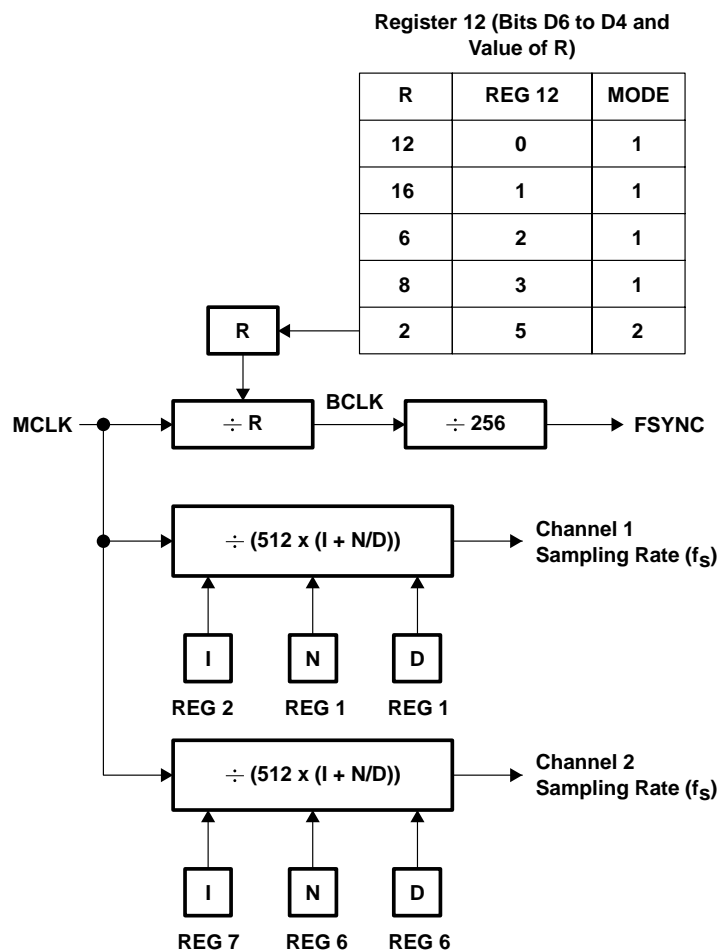 Register 12 (Bits D6 to D4 and
Value of R)
R REG 12 MODE
12 0 1
16 1 1
6 2 1
8 3 1
2 5 2
R
MCLK ÷ R BCLK ÷ 256 FSYNC
÷ (512 x (I + N/D)) Channel 1
Sampling Rate (fs)
I N D
REG 2 REG 1 REG 1
÷ (512 x (I + N/D)) Channel 2
Sampling Rate (fs)
I N D
REG 7 REG 6 REG 6